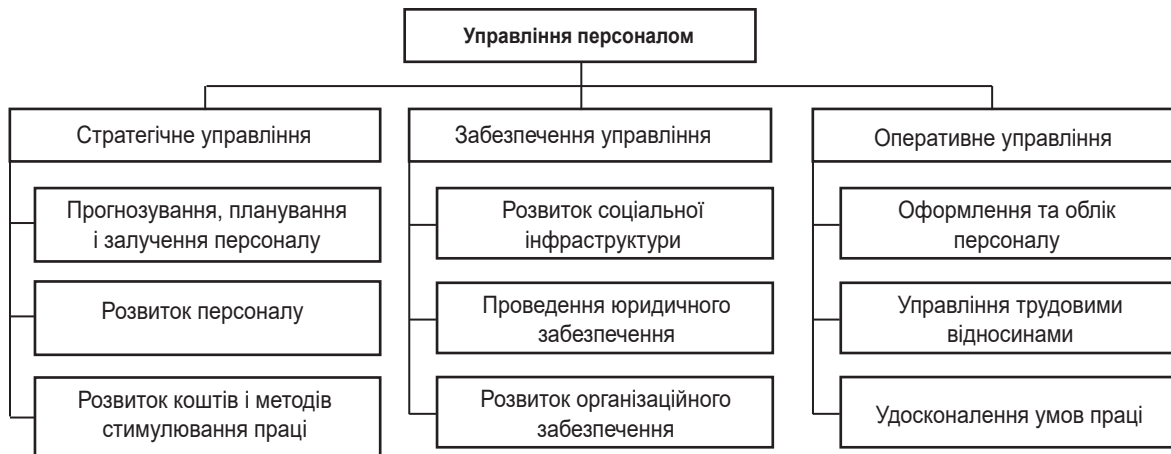 Управління персоналом
Стратегічне управління
Прогнозування, планування
і залучення персоналу
Розвиток персоналу
Розвиток коштів і методів
стимулювання праці
Забезпечення управління
Розвиток соціальної
інфраструктури
Проведення юридичного
забезпечення
Розвиток організаційного
забезпечення
Оперативне управління
Оформлення та облік
персоналу
Управління трудовими
відносинами
Удосконалення умов праці